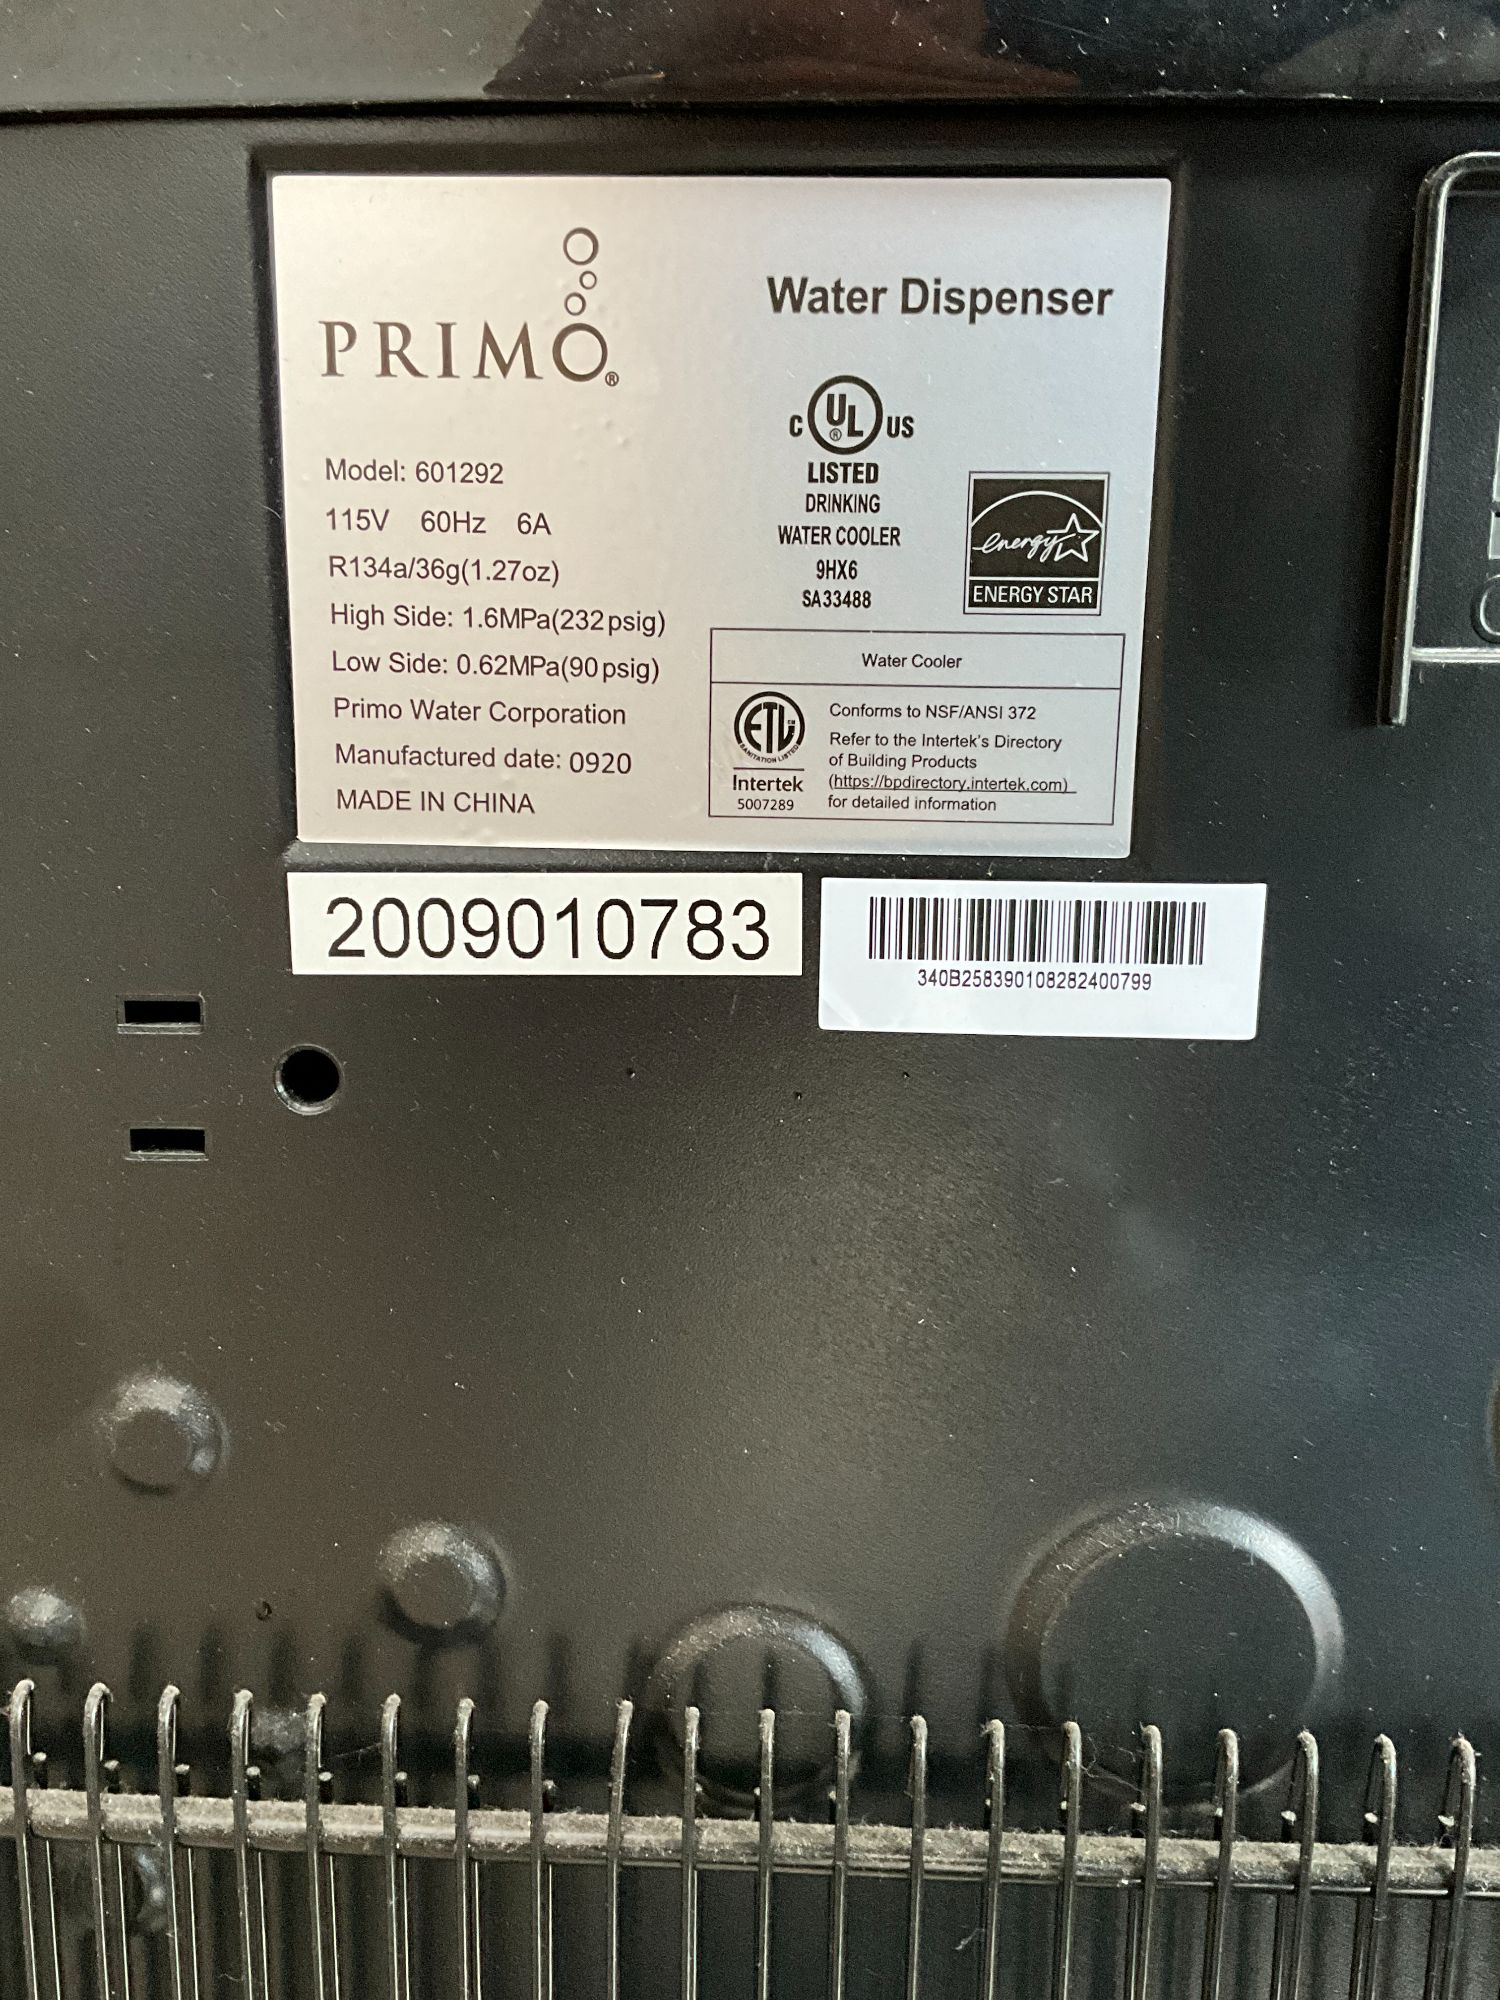 PRIMO®
Water Dispenser
Model: 601292
115V 60Hz 6A
R134a/36g(1.27oz)
High Side: 1.6MPa(232psig)
Low Side: 0.62MPa(90psig)
Primo Water Corporation
Manufactured date: 0920
MADE IN CHINA
C UL® US
LISTED
DRINKING
WATER COOLER
9HX6
SA33488
energy
ENERGY STAR
Water Cooler
ETL CM
SANITATION LISTED
Intertek
5007289
Conforms to NSF/ANSI 372
Refer to the Intertek's Directory
of Building Products
(https://bpdirectory.intertek.com)
for detailed information
2009010783
340B258390108282400799